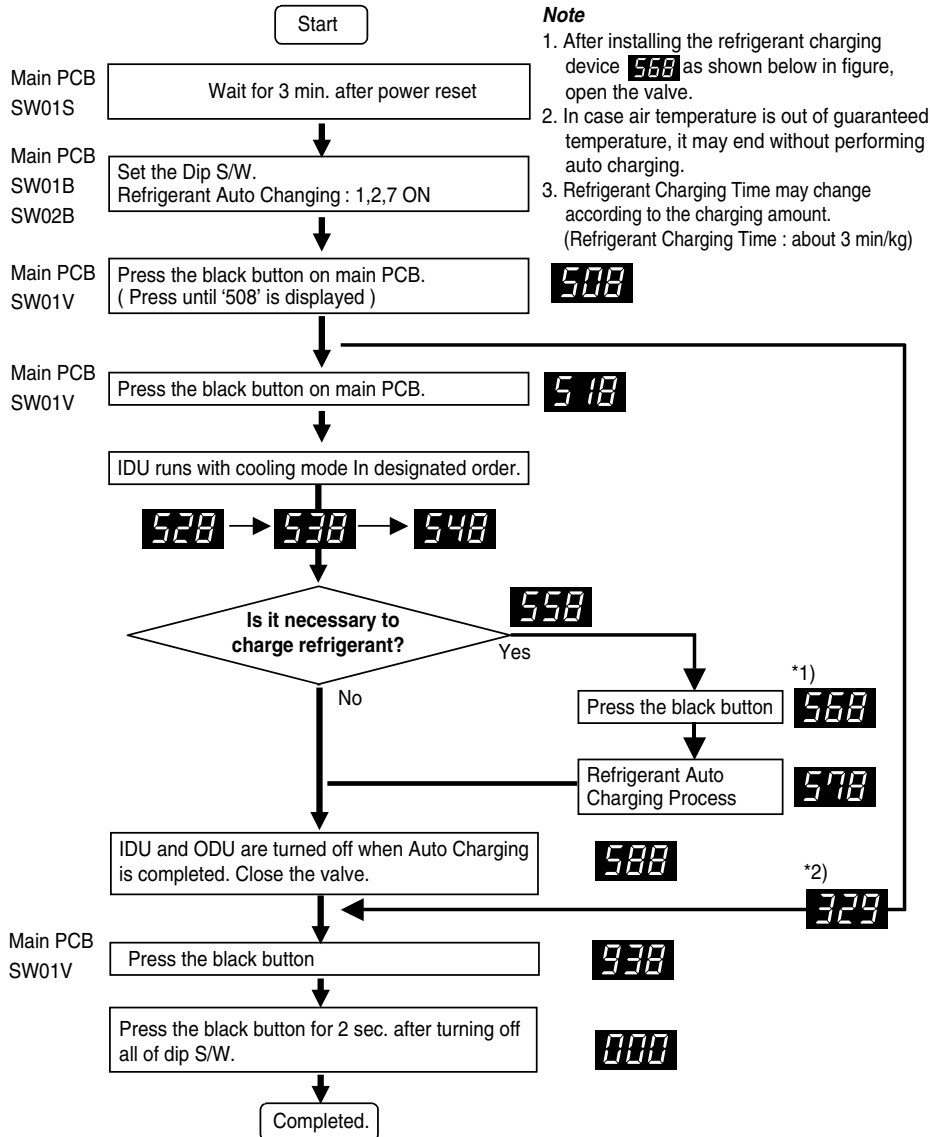 Start
Note
1. After installing the refrigerant charging
device 568 as shown below in figure,
open the valve.
2. In case air temperature is out of guaranteed
temperature, it may end without performing
auto charging.
3. Refrigerant Charging Time may change
according to the charging amount.
(Refrigerant Charging Time : about 3 min/kg)
Main PCB
SW01S
Wait for 3 min. after power reset
Main PCB
SW01B
SW02B
Set the Dip S/W.
Refrigerant Auto Changing : 1,2,7 ON
Main PCB
SW01V
Press the black button on main PCB.
( Press until ‘508’ is displayed )
508
Main PCB
SW01V
Press the black button on main PCB.
518
IDU runs with cooling mode In designated order.
528 538 548
Is it necessary to
charge refrigerant?
558
Yes
No
*1)
Press the black button
568
Refrigerant Auto
Charging Process
578
IDU and ODU are turned off when Auto Charging
is completed. Close the valve.
588
*2)
329
Main PCB
SW01V
Press the black button
938
Press the black button for 2 sec. after turning off
all of dip S/W.
000
Completed.